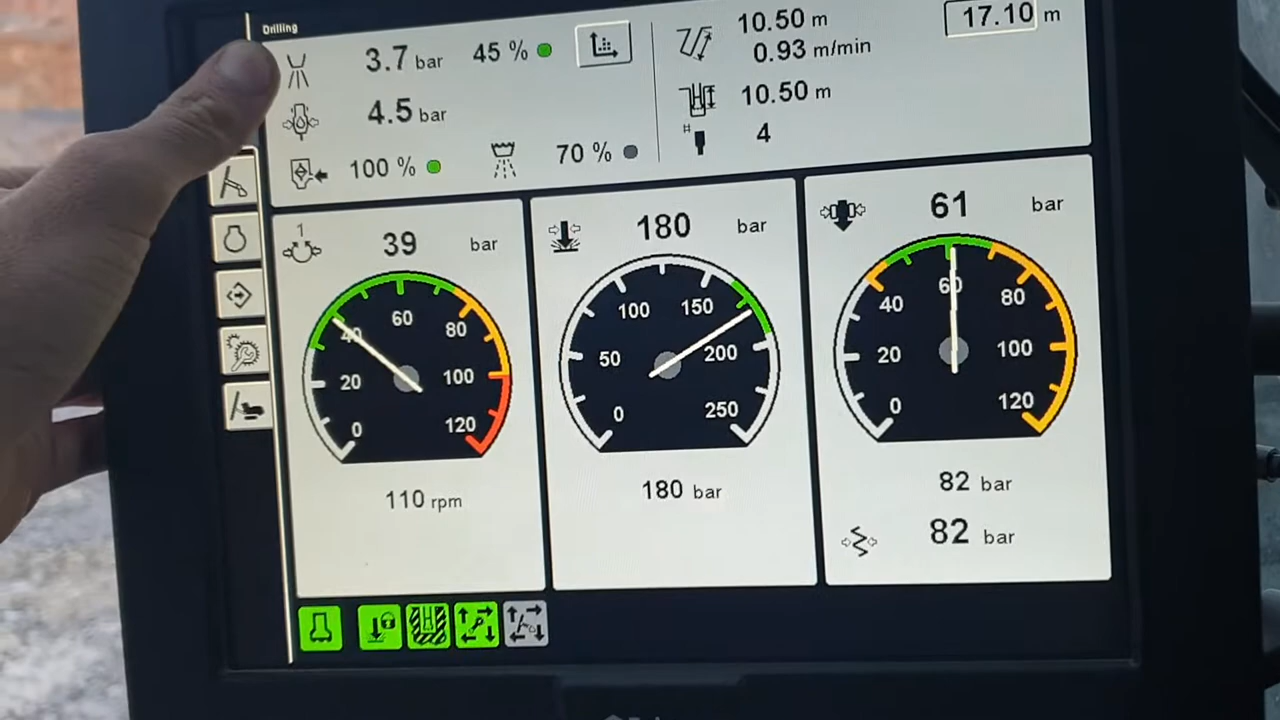 Drilling
3.7 bar 45 %
4.5 bar
100 % 70 %
10.50 m
0.93 m/min
10.50 m
# 4
17.10 m
1 39 bar
0 20 40 60 80 100 120
110 rpm
180 bar
0 50 100 150 200 250
180 bar
61 bar
0 20 40 60 80 100 120
82 bar
82 bar